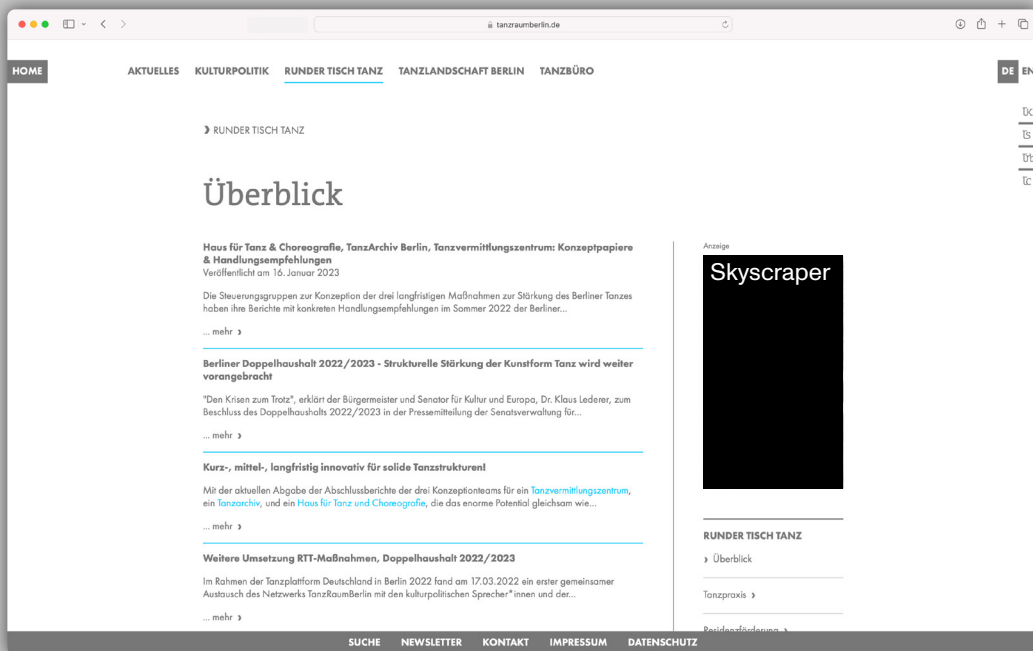 tanzraumberlin.de
HOME
AKTUELLES KULTURPOLITIK RUNDER TISCH TANZ TANZLANDSCHAFT BERLIN TANZBÜRO
DE EN
RUNDER TISCH TANZ
Überblick
Haus für Tanz & Choreografie, TanzArchiv Berlin, Tanzvermittlungszentrum: Konzeptpapiere
& Handlungsempfehlungen
Veröffentlicht am 16. Januar 2023
Die Steuerungsgruppen zur Konzeption der drei langfristigen Maßnahmen zur Stärkung des Berliner Tanzes
haben ihre Berichte mit konkreten Handlungsempfehlungen im Sommer 2022 der Berliner...
... mehr
Berliner Doppelhaushalt 2022/2023 - Strukturelle Stärkung der Kunstform Tanz wird weiter
vorangebracht
"Den Krisen zum Trotz", erklärt der Bürgermeister und Senator für Kultur und Europa, Dr. Klaus Lederer, zum
Beschluss des Doppelhaushalts 2022/2023 in der Pressemitteilung der Senatsverwaltung für...
... mehr
Kurz-, mittel-, langfristig innovativ für solide Tanzstrukturen!
Mit der aktuellen Abgabe der Abschlussberichte der drei Konzeptionteams für ein Tanzvermittlungszentrum,
ein Tanzarchiv, und ein Haus für Tanz und Choreografie, die das enorme Potential gleichsam wie...
... mehr
Weitere Umsetzung RTT-Maßnahmen, Doppelhaushalt 2022/2023
Im Rahmen der Tanzplattform Deutschland in Berlin 2022 fand am 17.03.2022 ein erster gemeinsamer
Austausch des Netzwerks TanzRaumBerlin mit den kulturpolitischen Sprecher*innen und der...
... mehr
Anzeige
Skyscraper
RUNDER TISCH TANZ
Überblick
Tanzpraxis
Residenzförderung
SUCHE NEWSLETTER KONTAKT IMPRESSUM DATENSCHUTZ